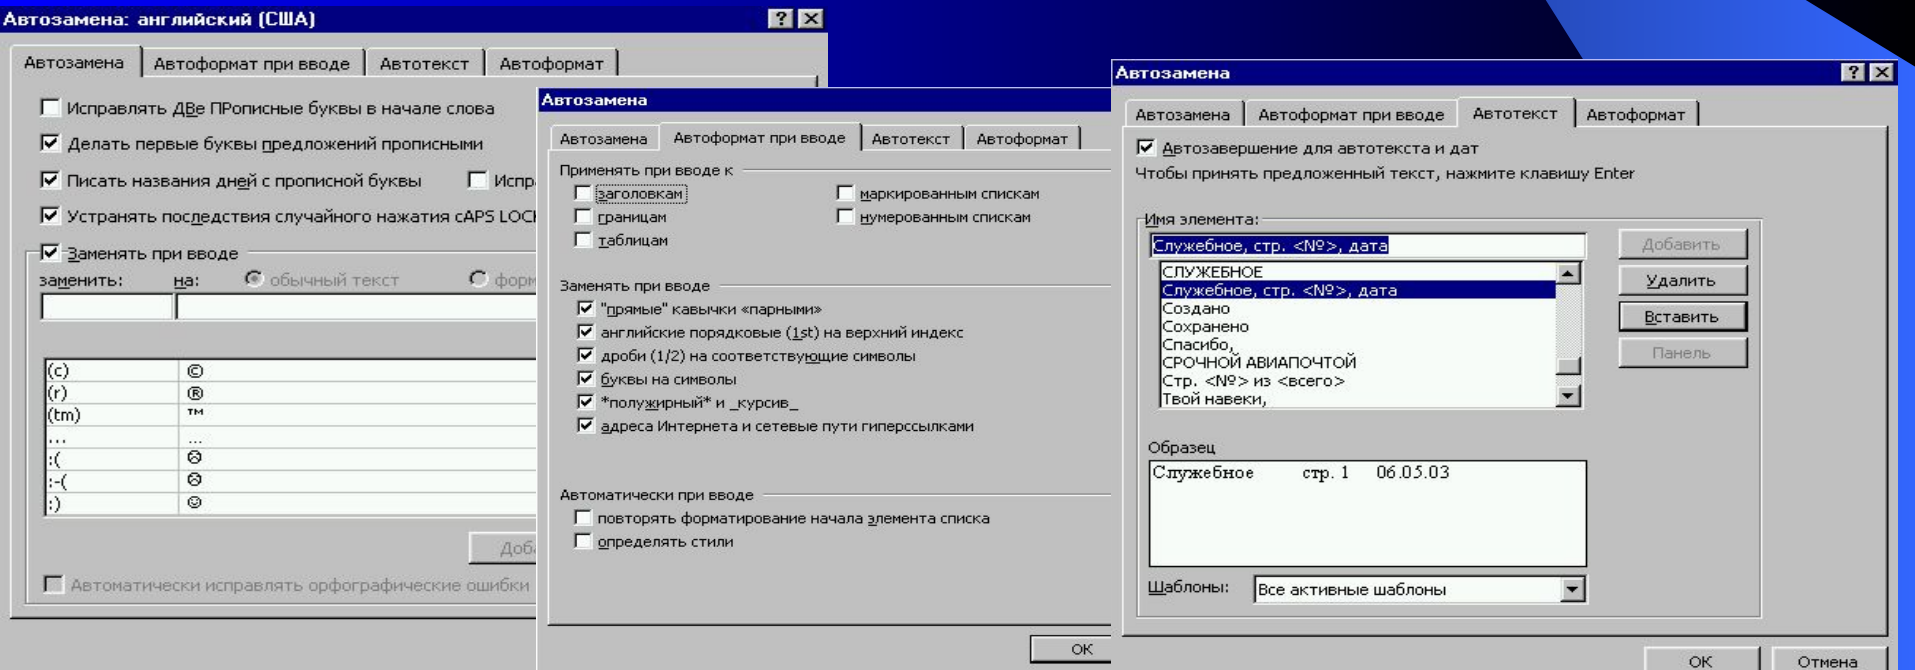 Автозамена: английский (США)
Автозамена Автоформат при вводе Автотекст Автоформат
Исправлять ДВе ПРописные буквы в начале слова
Делать первые буквы предложений прописными
Писать названия дней с прописной буквы Испр
Устранять последствия случайного нажатия cAPS LOCK
Заменять при вводе
заменить: на: обычный текст форм
(c) ©
(r) ®
(tm) ™
... ...
:( ☹
:-( ☹
:) ☺
Доба
Автоматически исправлять орфографические ошибки
Автозамена
Автозамена Автоформат при вводе Автотекст Автоформат
Применять при вводе к
заголовкам маркированным спискам
границам нумерованным спискам
таблицам
Заменять при вводе
"прямые" кавычки «парными»
английские порядковые (1st) на верхний индекс
дроби (1/2) на соответствующие символы
буквы на символы
*полужирный* и _курсив_
адреса Интернета и сетевые пути гиперссылками
Автоматически при вводе
повторять форматирование начала элемента списка
определять стили
ОК
Автозамена
Автозамена Автоформат при вводе Автотекст Автоформат
Автозавершение для автотекста и дат
Чтобы принять предложенный текст, нажмите клавишу Enter
Имя элемента:
Служебное, стр. <№>, дата Добавить
СЛУЖЕБНОЕ
Служебное, стр. <№>, дата Удалить
Создано
Сохранено Вставить
Спасибо,
СРОЧНОЙ АВИАПОЧТОЙ Панель
Стр. <№> из <всего>
Твой навеки,
Образец
Служебное стр. 1 06.05.03
Шаблоны: Все активные шаблоны
ОК Отмена